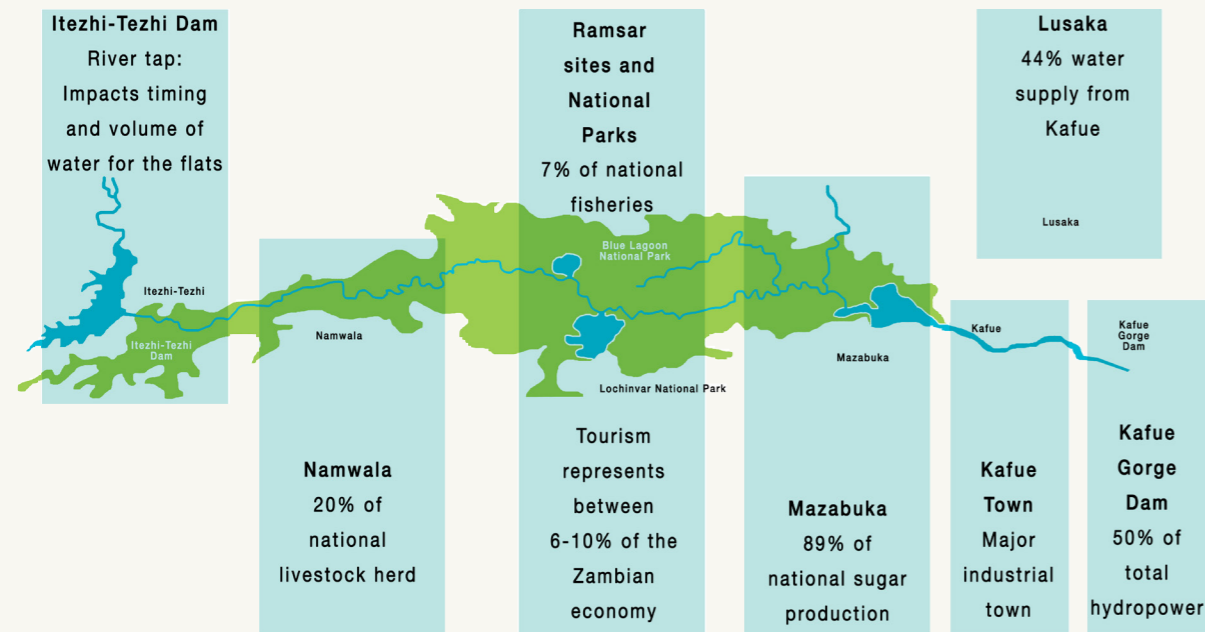 Itezhi-Tezhi Dam
River tap:
Impacts timing
and volume of
water for the flats
Ramsar
sites and
National
Parks
7% of national
fisheries
Lusaka
44% water
supply from
Kafue
Lusaka
Blue Lagoon
National Park
Itezhi-Tezhi
Itezhi-Tezhi
Dam
Namwala
Lochinvar National Park
Mazabuka
Kafue
Kafue
Gorge
Dam
Namwala
20% of
national
livestock herd
Tourism
represents
between
6-10% of the
Zambian
economy
Mazabuka
89% of
national sugar
production
Kafue
Town
Major
industrial
town
Kafue
Gorge
Dam
50% of
total
hydropower